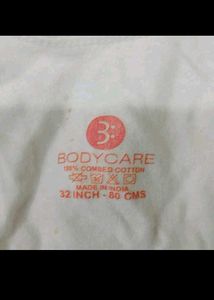 BODYCARE
100% COMBED COTTON
MADE IN INDIA
32 INCH - 80 CMS